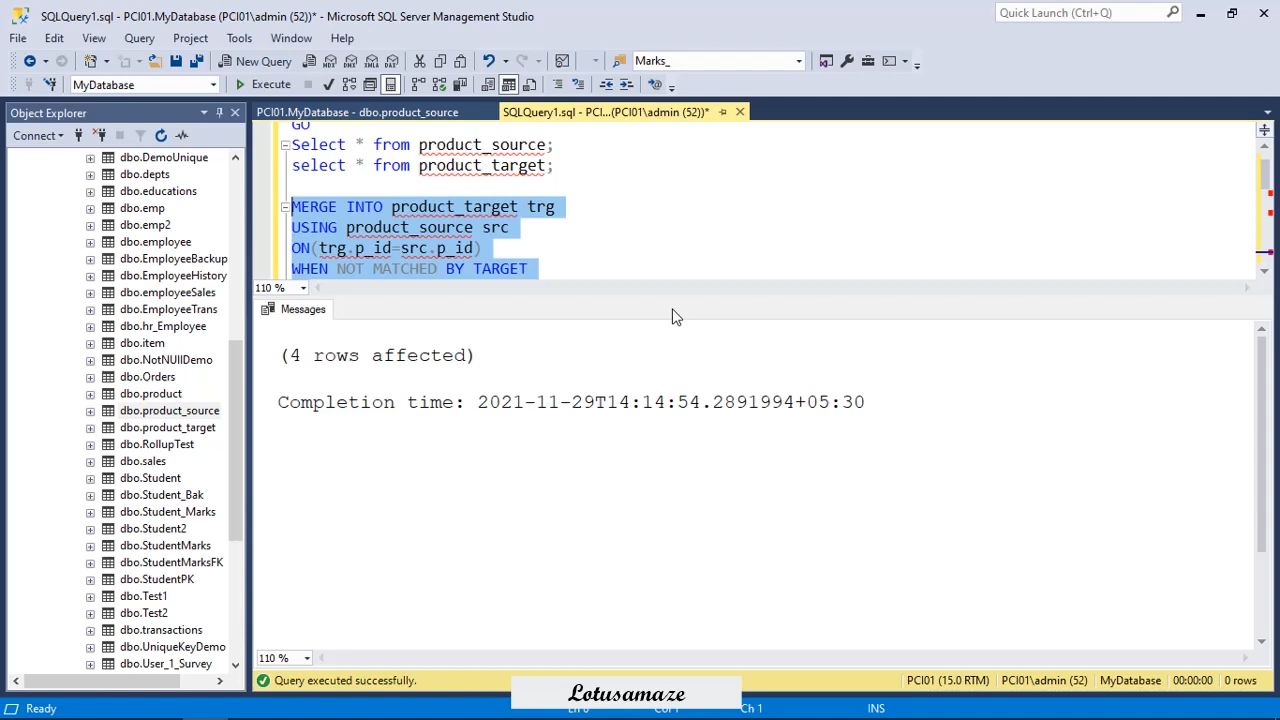 SQLQuery1.sql - PCI01.MyDatabase (PCI01\admin (52))* - Microsoft SQL Server Management Studio
Quick Launch (Ctrl+Q)
File Edit View Query Project Tools Window Help
New Query
Marks_
MyDatabase
Execute
Object Explorer
PCI01.MyDatabase - dbo.product_source
SQLQuery1.sql - PCI...(PCI01\admin (52))*
Connect
dbo.DemoUnique
dbo.depts
dbo.educations
dbo.emp
dbo.emp2
dbo.employee
dbo.EmployeeBackup
dbo.EmployeeHistory
dbo.employeeSales
dbo.EmployeeTrans
dbo.hr_Employee
dbo.item
dbo.NotNUllDemo
dbo.Orders
dbo.product
dbo.product_source
dbo.product_target
dbo.RollupTest
dbo.sales
dbo.Student
dbo.Student_Bak
dbo.Student_Marks
dbo.Student2
dbo.StudentMarks
dbo.StudentMarksFK
dbo.StudentPK
dbo.Test1
dbo.Test2
dbo.transactions
dbo.UniqueKeyDemo
dbo.User_1_Survey
GO
Select * from product_source;
select * from product_target;
MERGE INTO product_target trg
USING product_source src
ON(trg.p_id=src.p_id)
WHEN NOT MATCHED BY TARGET
110 %
Messages
(4 rows affected)
Completion time: 2021-11-29T14:14:54.2891994+05:30
110 %
Query executed successfully.
PCI01 (15.0 RTM)
PCI01\admin (52)
MyDatabase
00:00:00
0 rows
Lotusamaze
Ready
Ch 1
INS